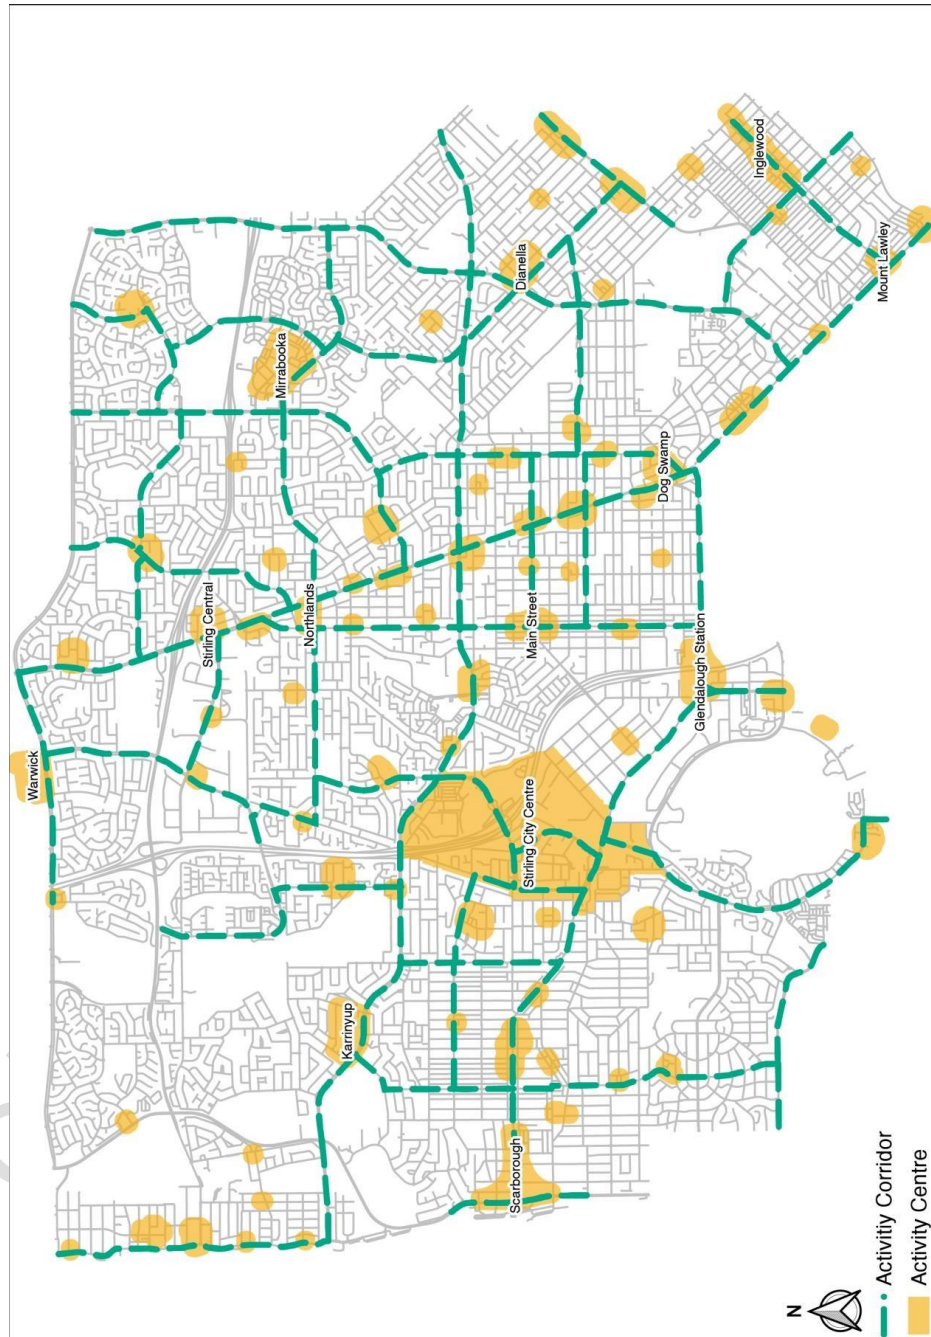 Warwick
Stirling Central
Mirrabooka
Northlands
Karrinyup
Dianella
Inglewood
Main Street
Dog Swamp
Mount Lawley
Stirling City Centre
Scarborough
Glendalough Station
N
Activitiy Corridor
Activity Centre